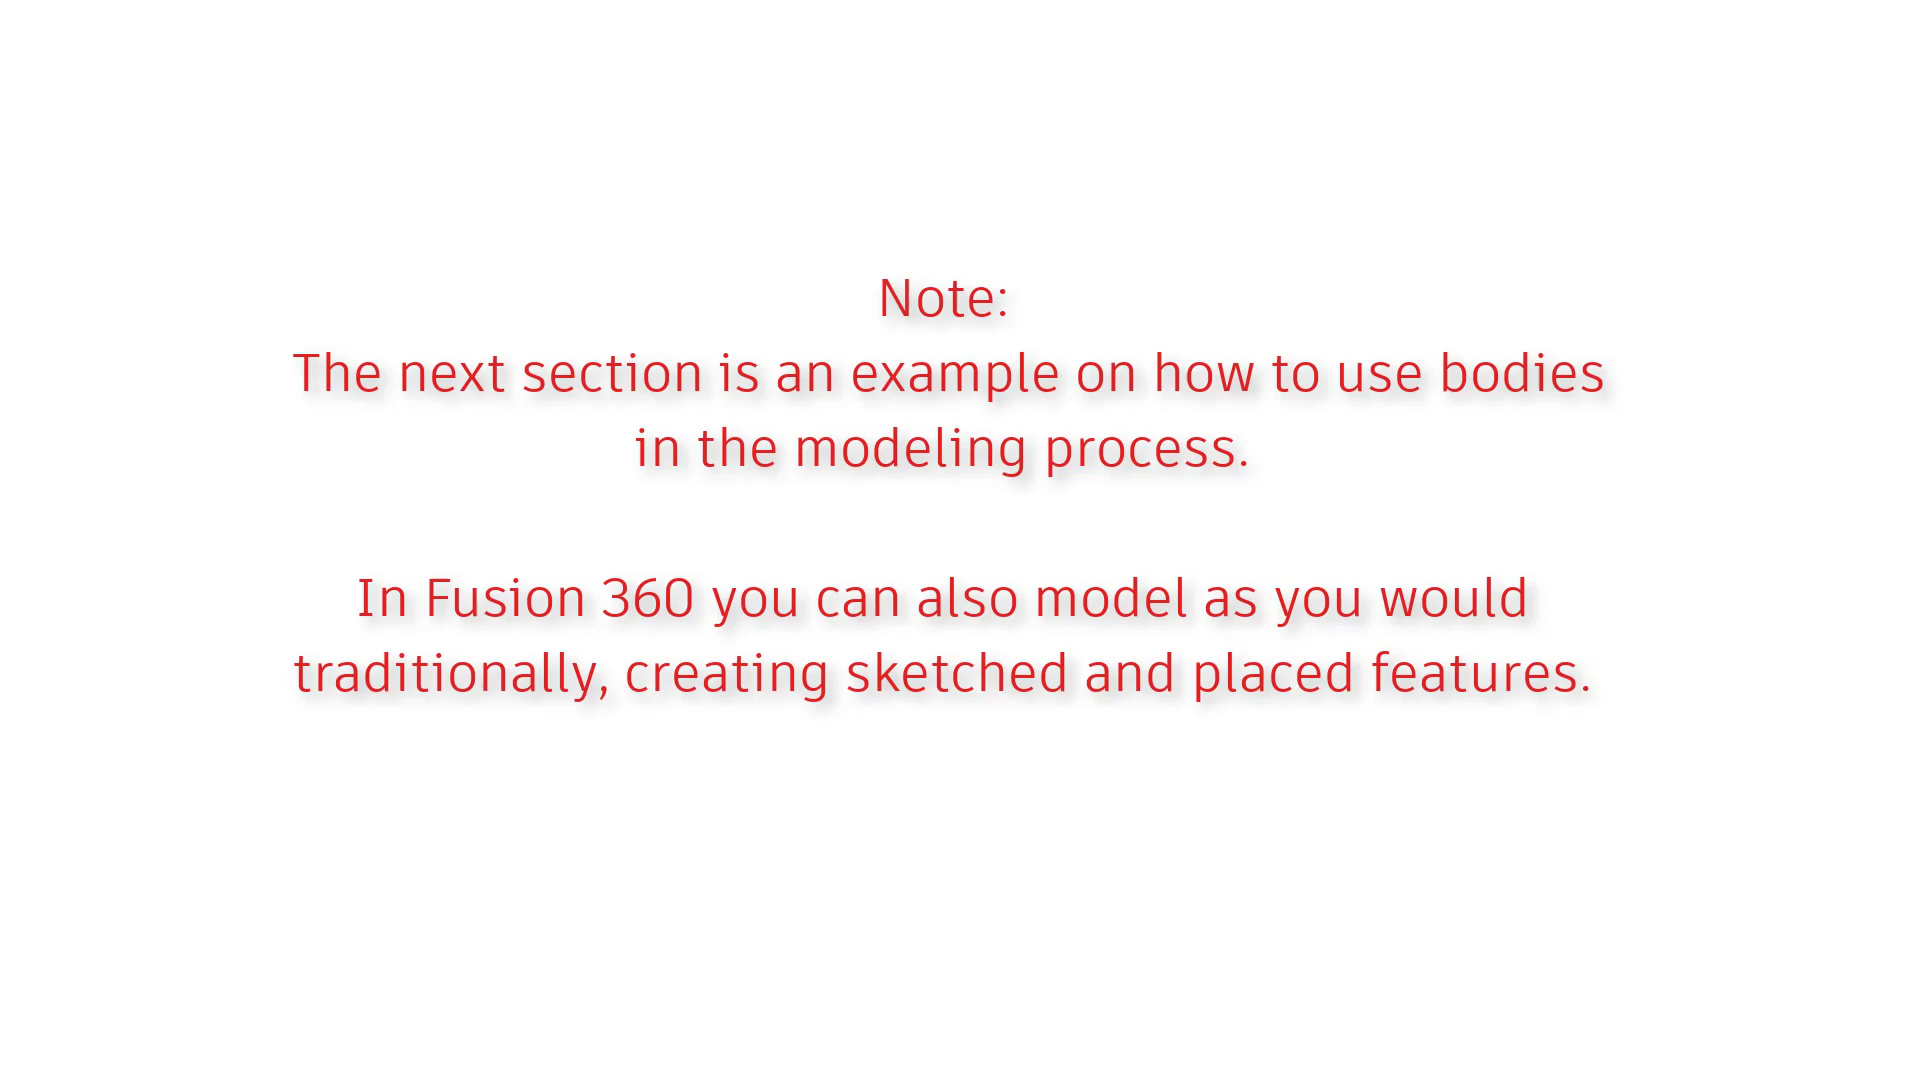 Note:
The next section is an example on how to use bodies
in the modeling process.
In Fusion 360 you can also model as you would
traditionally, creating sketched and placed features.